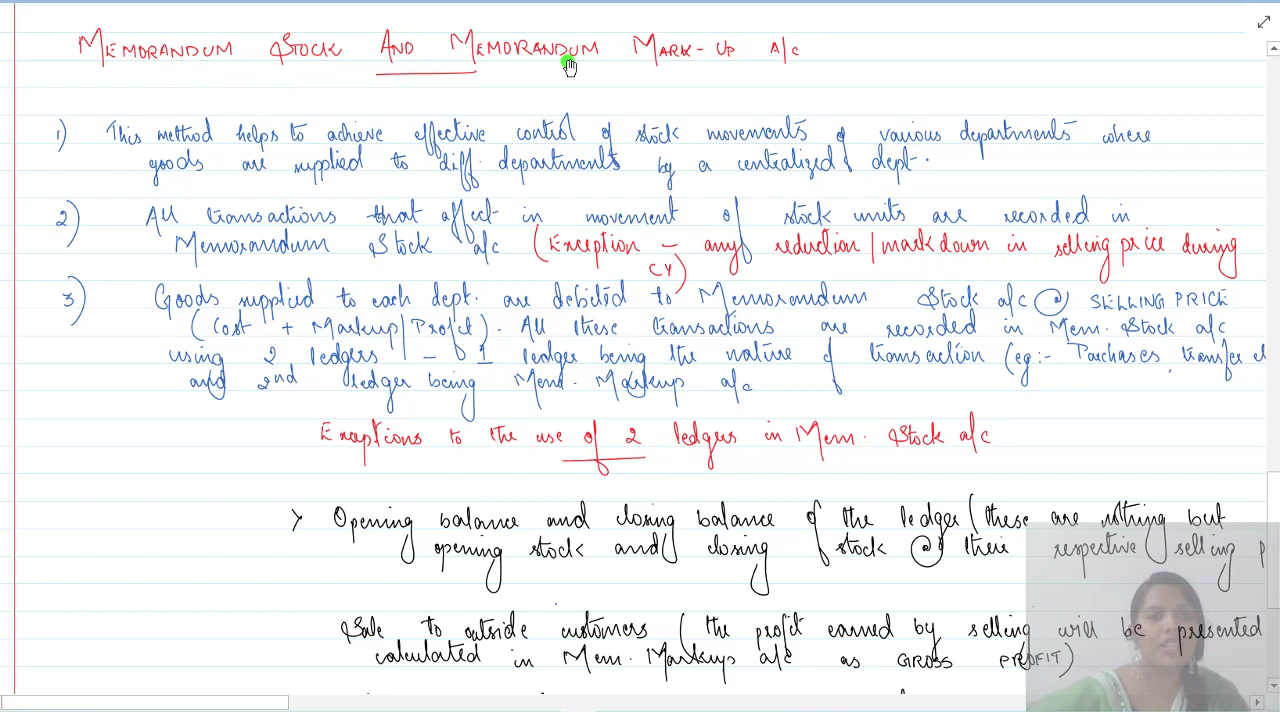 MEMORANDUM STOCK AND MEMORANDUM MARK-UP A/c
1) This method helps to achieve effective control of stock movements of various departments where
goods are supplied to diff. departments by a centralized dept.
2) All transactions that affect in movement of stock units are recorded in
Memorandum Stock a/c (Exception – any reduction/markdown in selling price during
CY)
3) Goods supplied to each dept. are debited to Memorandum Stock a/c @ SELLING PRICE
(Cost + Markup/Profit). All these transactions are recorded in Mem. Stock a/c
using 2 ledgers – 1 ledger being the nature of transaction (eg:- Purchases, transfer
and 2nd ledger being Mem. Markups a/c
Exceptions to the use of 2 ledgers in Mem. Stock a/c
> Opening balance and closing balance of the ledger (these are nothing but
opening stock and closing stock @ their respective selling p
Sale to outside customers (the profit earned by selling will be presented
calculated in Mem. Markups a/c as GROSS PROFIT)